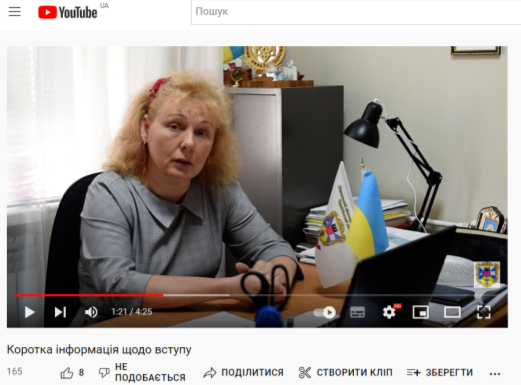 YouTube UA
Пошук
1:21 / 4:25
HD
Коротка інформація щодо вступу
165
8
НЕ ПОДОБАЄТЬСЯ
ПОДІЛИТИСЯ
СТВОРИТИ КЛІП
ЗБЕРЕГТИ